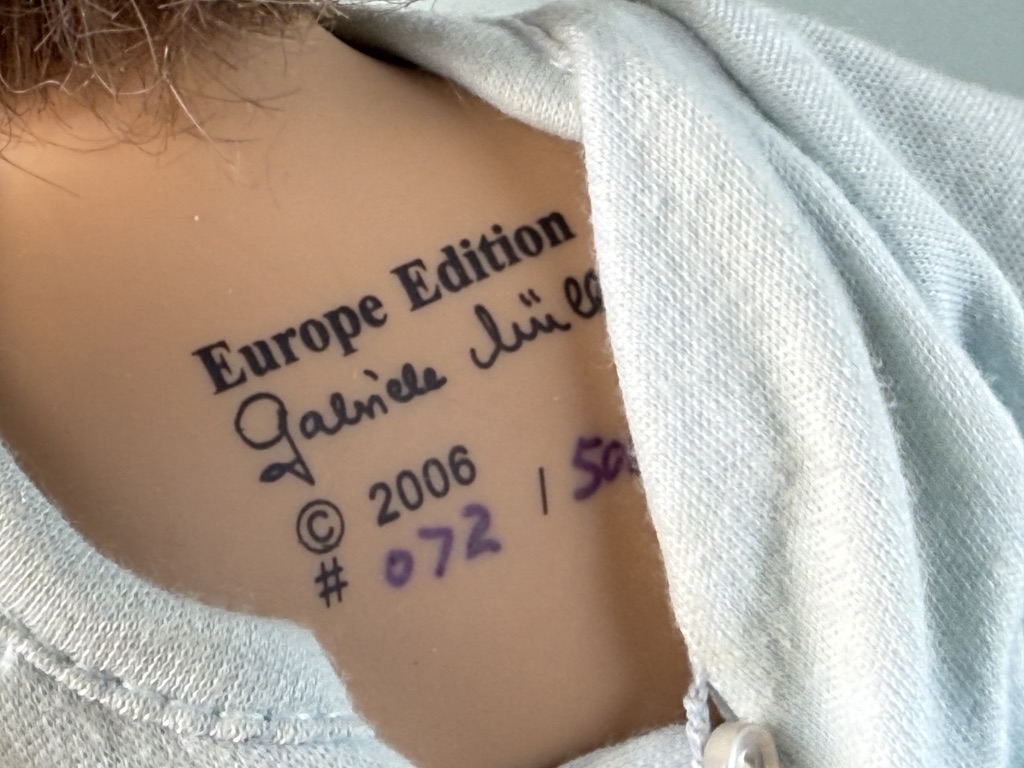 Europe Edition
Gabriele
© 2006
# 072 / 50